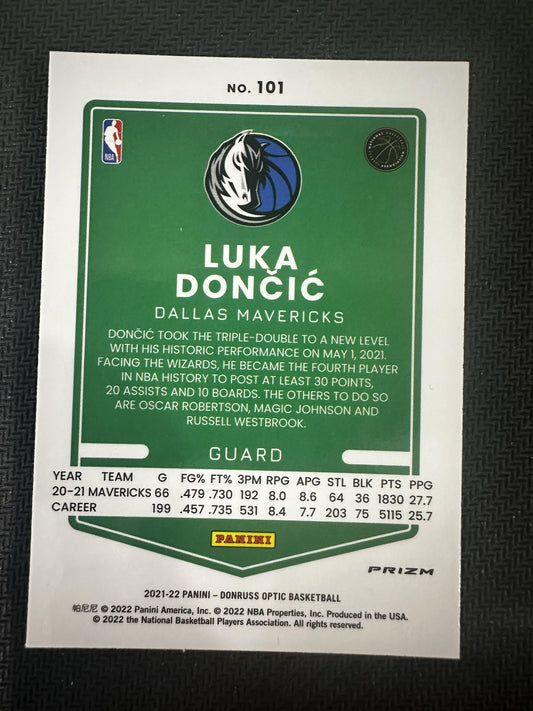 NO. 101
NBA
LUKA
DONČIĆ
DALLAS MAVERICKS
DONČIĆ TOOK THE TRIPLE-DOUBLE TO A NEW LEVEL
WITH HIS HISTORIC PERFORMANCE ON MAY 1, 2021.
FACING THE WIZARDS, HE BECAME THE FOURTH PLAYER
IN NBA HISTORY TO POST AT LEAST 30 POINTS,
20 ASSISTS AND 10 BOARDS. THE OTHERS TO DO SO
ARE OSCAR ROBERTSON, MAGIC JOHNSON AND
RUSSELL WESTBROOK.
GUARD
YEAR TEAM G FG% FT% 3PM RPG APG STL BLK PTS PPG
20-21 MAVERICKS 66 .479 .730 192 8.0 8.6 64 36 1830 27.7
CAREER 199 .457 .735 531 8.4 7.7 203 75 5115 25.7
PANINI
PRIZM
2021-22 PANINI – DONRUSS OPTIC BASKETBALL
帕尼尼 © 2022 Panini America, Inc. © 2022 NBA Properties, Inc. Produced in the USA.
© 2022 the National Basketball Players Association. All rights reserved.